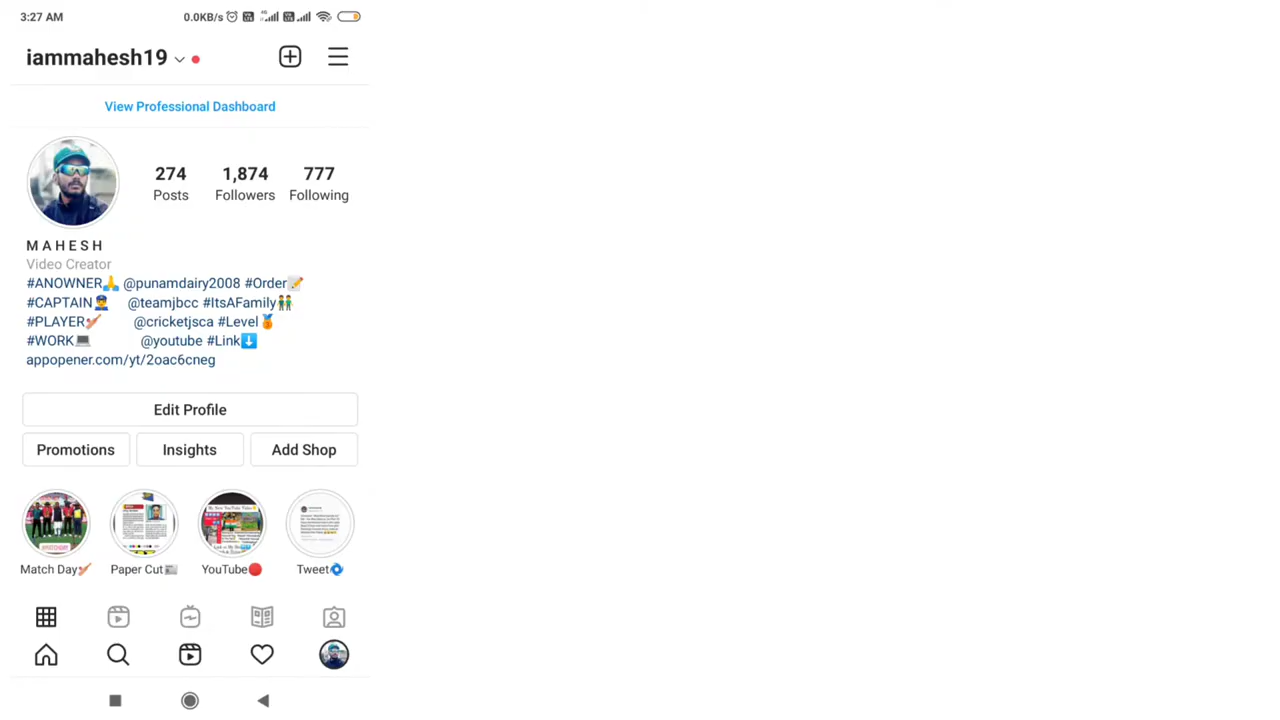 3:27 AM 0.0KB/s
iammahesh19
View Professional Dashboard
274 1,874 777
Posts Followers Following
M A H E S H
Video Creator
#ANOWNER🙏 @punamdairy2008 #Order📝
#CAPTAIN👮 @teamjbcc #ItsAFamily👬
#PLAYER🏏 @cricketjsca #Level🏅
#WORK💻 @youtube #Link⬇️
appopener.com/yt/2oac6cneg
Edit Profile
Promotions Insights Add Shop
Match Day🏏 Paper Cut📰 YouTube🔴 Tweet🧿